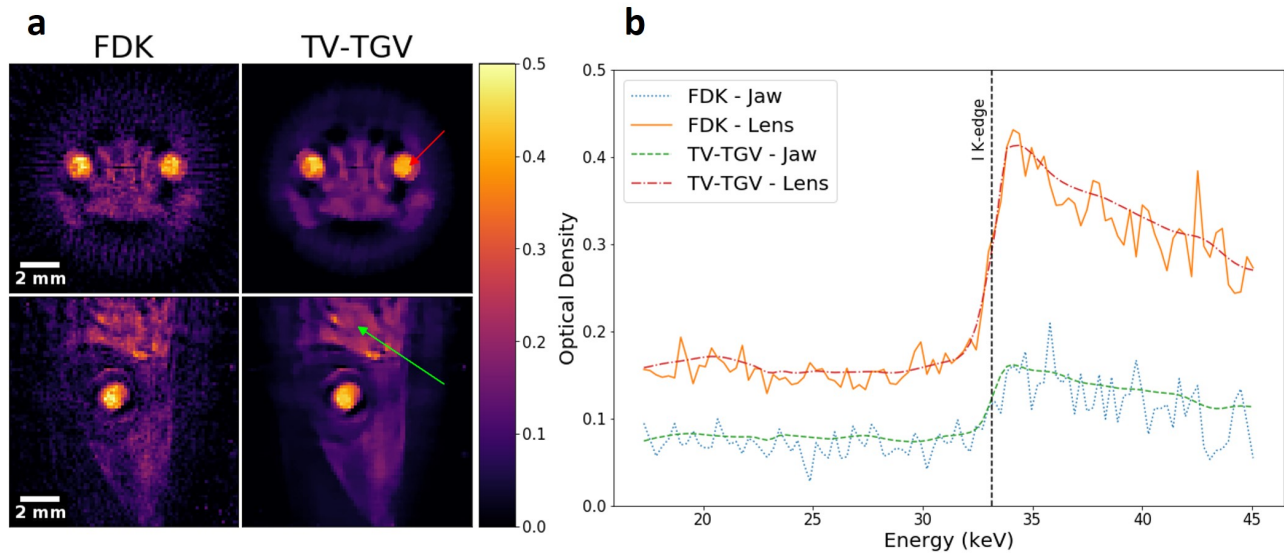 a
FDK
TV-TGV
2 mm
2 mm
0.5
0.4
0.3
0.2
0.1
0.0
Optical Density
b
0.5
0.4
0.3
0.2
0.1
0.0
FDK - Jaw
FDK - Lens
TV-TGV - Jaw
TV-TGV - Lens
I K-edge
20 25 30 35 40 45
Energy (keV)